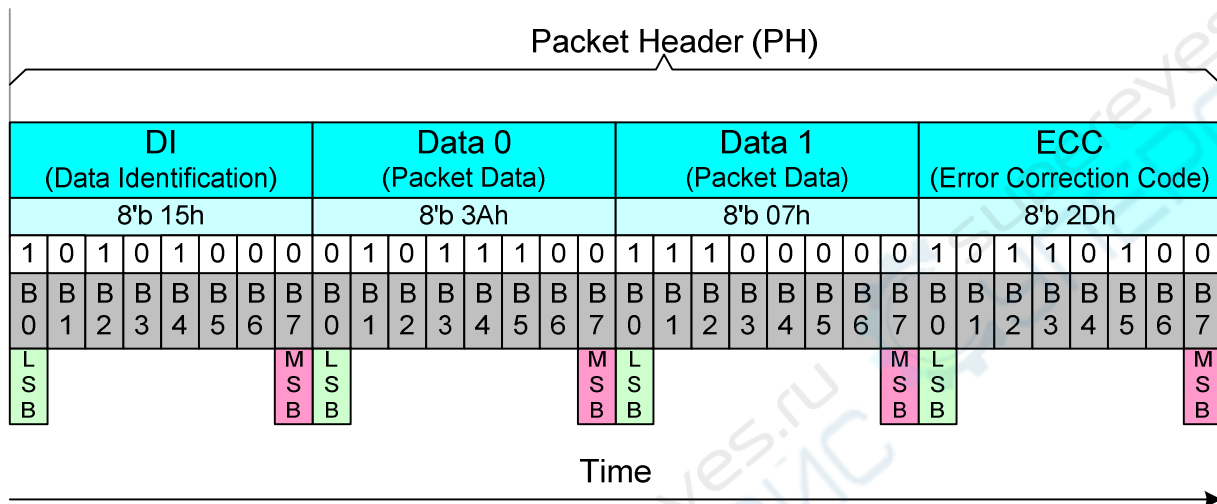 Packet Header (PH)
DI Data 0 Data 1 ECC
(Data Identification) (Packet Data) (Packet Data) (Error Correction Code)
8'b 15h 8'b 3Ah 8'b 07h 8'b 2Dh
1 0 1 0 1 0 0 0 0 1 0 1 1 1 0 0 1 1 1 0 0 0 0 0 1 0 1 1 0 1 0 0
B B B B B B B B B B B B B B B B B B B B B B B B B B B B B B B B
0 1 2 3 4 5 6 7 0 1 2 3 4 5 6 7 0 1 2 3 4 5 6 7 0 1 2 3 4 5 6 7
L M L M L M L M
S S S S S S S S
B B B B B B B B
Time